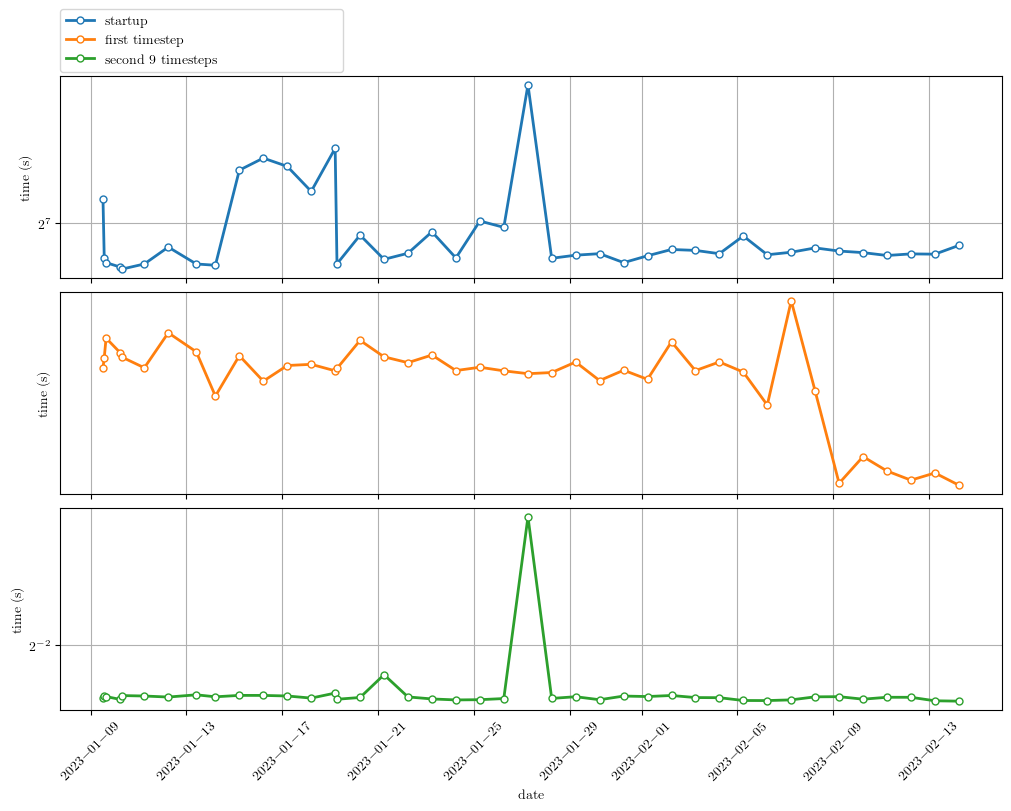 startup
first timestep
second 9 timesteps
time (s)
2^7
time (s)
time (s)
2^−2
2023−01−09
2023−01−13
2023−01−17
2023−01−21
2023−01−25
2023−01−29
2023−02−01
2023−02−05
2023−02−09
2023−02−13
date